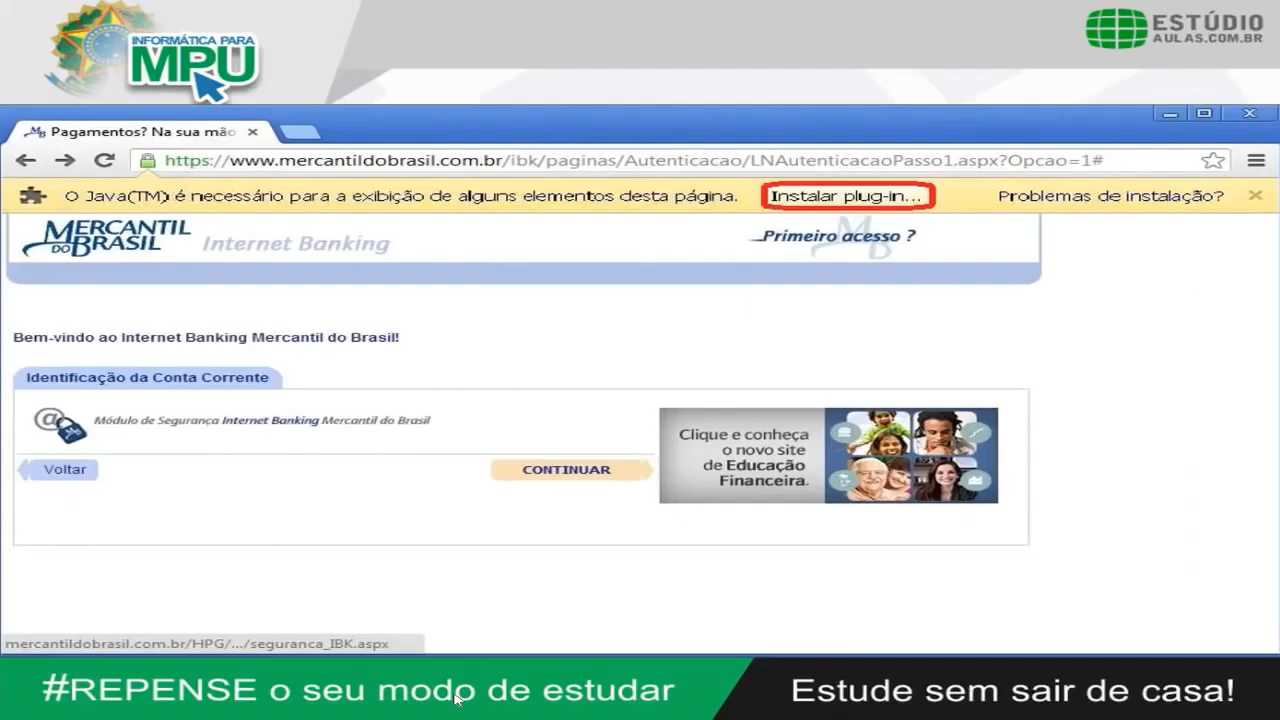 INFORMÁTICA PARA
MPU
ESTÚDIO
AULAS.COM.BR
Pagamentos? Na sua mão
https://www.mercantildobrasil.com.br/ibk/paginas/Autenticacao/LNAutenticacaoPasso1.aspx?Opcao=1#
O Java(TM) é necessário para a exibição de alguns elementos desta página. Instalar plug-in... Problemas de instalação?
MERCANTIL
DO BRASIL
Internet Banking
Primeiro acesso ?
MB
Bem-vindo ao Internet Banking Mercantil do Brasil!
Identificação da Conta Corrente
Módulo de Segurança Internet Banking Mercantil do Brasil
Voltar
CONTINUAR
Clique e conheça
o novo site
de Educação
Financeira.
mercantildobrasil.com.br/HPG/.../seguranca_IBK.aspx
#REPENSE o seu modo de estudar
Estude sem sair de casa!